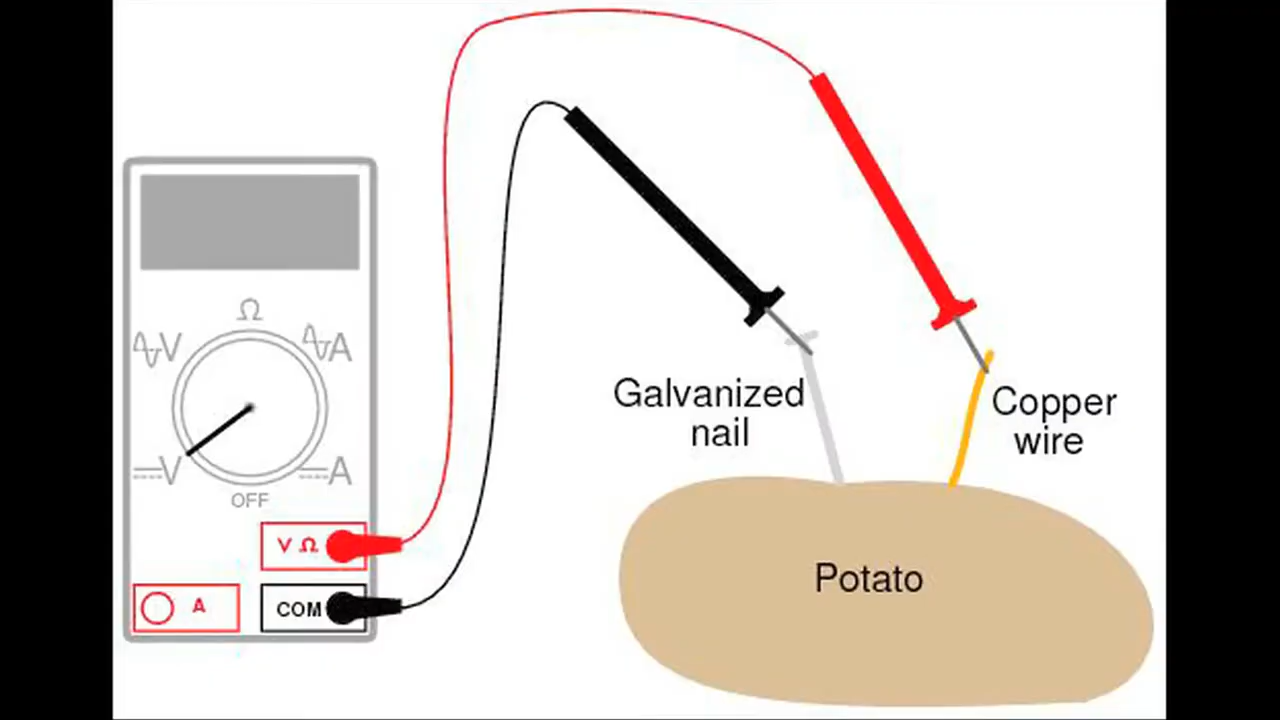 Ω
V
A
V
A
OFF
V Ω
A
COM
Galvanized
nail
Copper
wire
Potato